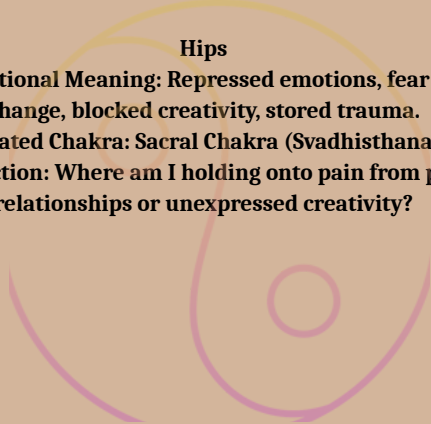 Hips
tional Meaning: Repressed emotions, fear
hange, blocked creativity, stored trauma.
ated Chakra: Sacral Chakra (Svadhisthana
ction: Where am I holding onto pain from p
relationships or unexpressed creativity?